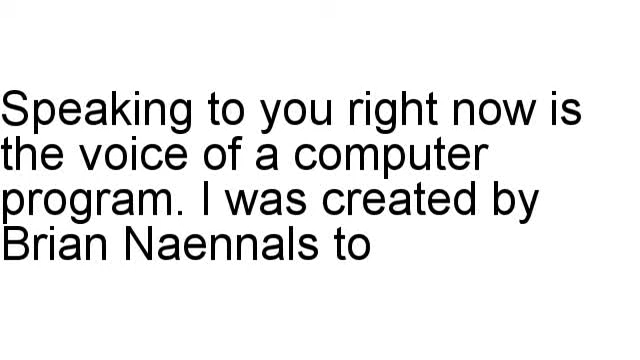 Speaking to you right now is
the voice of a computer
program. I was created by
Brian Naennals to